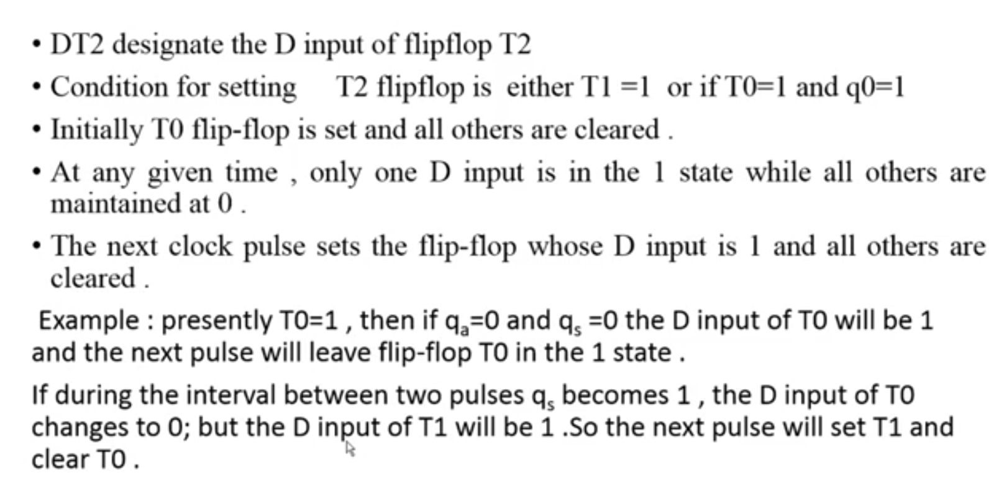 • DT2 designate the D input of flipflop T2
• Condition for setting T2 flipflop is either T1 =1 or if T0=1 and q0=1
• Initially T0 flip-flop is set and all others are cleared .
• At any given time , only one D input is in the 1 state while all others are
maintained at 0 .
• The next clock pulse sets the flip-flop whose D input is 1 and all others are
cleared .
Example : presently T0=1 , then if qₐ=0 and qₛ =0 the D input of T0 will be 1
and the next pulse will leave flip-flop T0 in the 1 state .
If during the interval between two pulses qₛ becomes 1 , the D input of T0
changes to 0; but the D input of T1 will be 1 .So the next pulse will set T1 and
clear T0 .